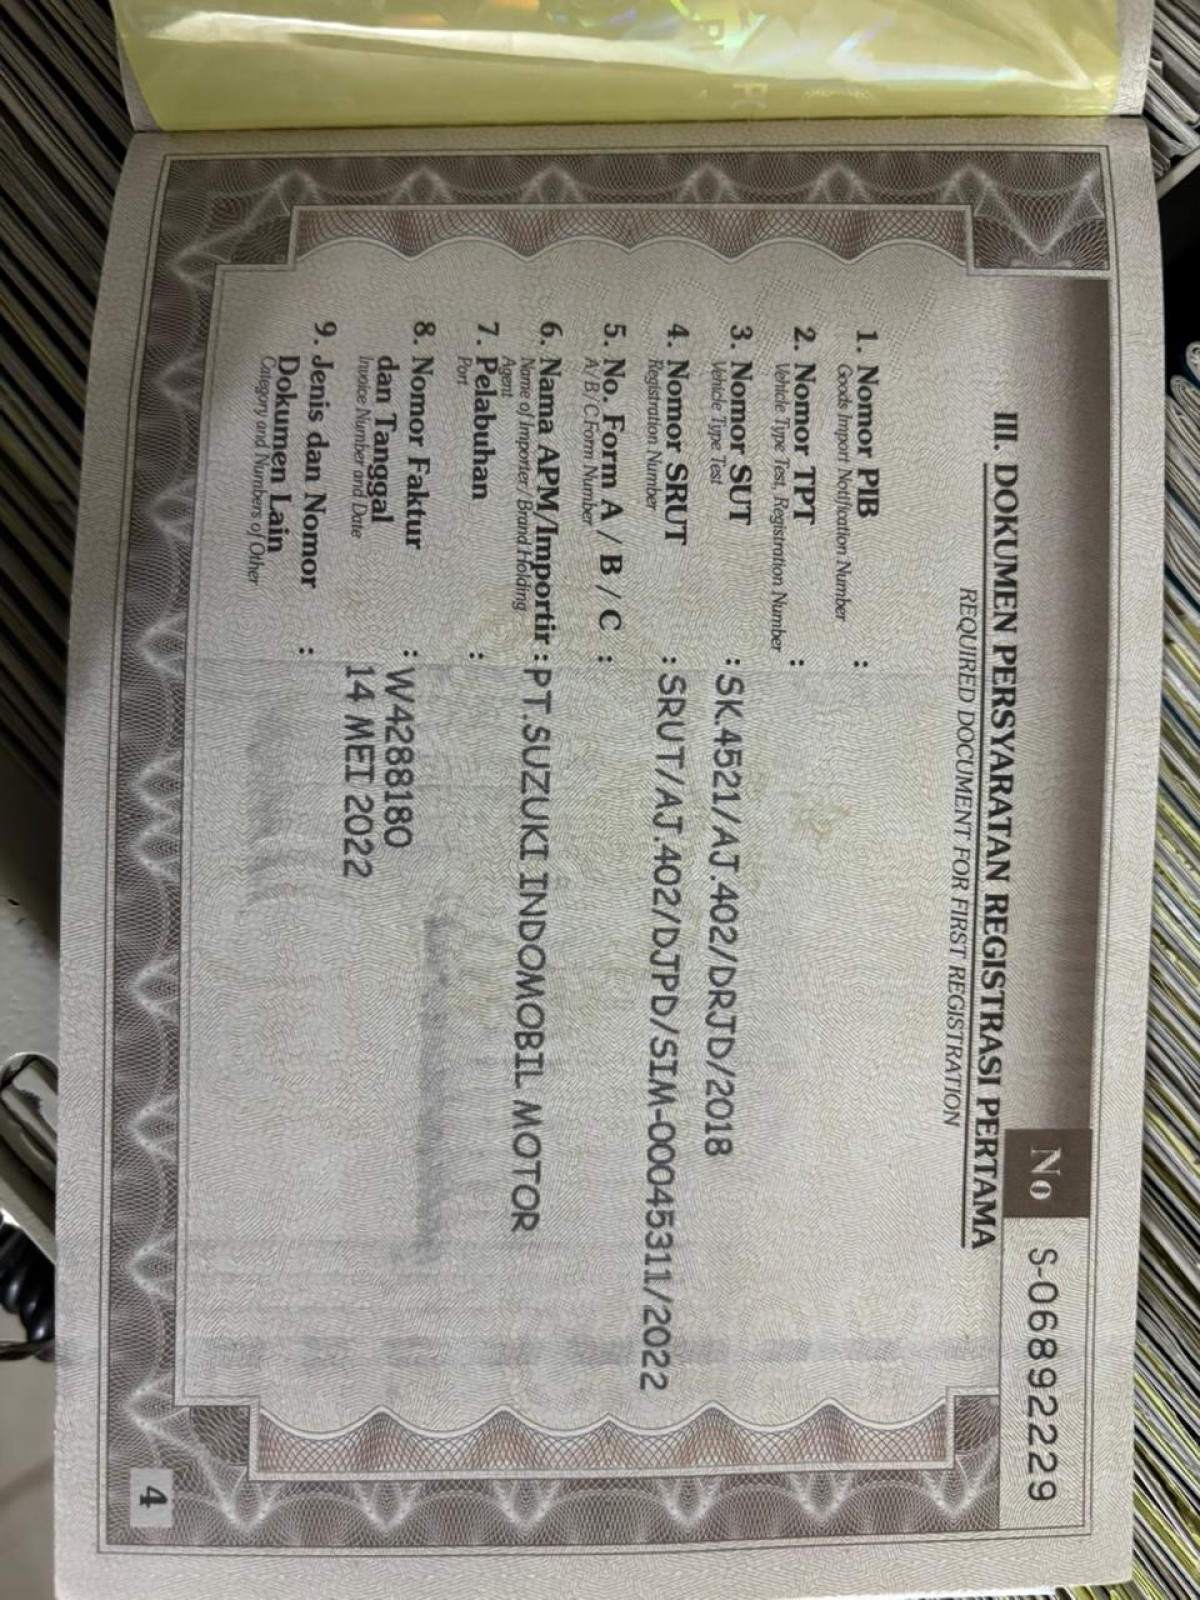 No S-06892229
III. DOKUMEN PERSYARATAN REGISTRASI PERTAMA
REQUIRED DOCUMENT FOR FIRST REGISTRATION
1. Nomor PIB :
Goods Import Notification Number
2. Nomor TPT :
Vehicle Type Test, Registration Number
3. Nomor SUT : SK.4521/AJ.402/DRJD/2018
Vehicle Type Test
4. Nomor SRUT : SRUT/AJ.402/DJPD/SIM-00045311/2022
Registration Number
5. No. Form A / B / C :
A / B / C Form Number
6. Nama APM/Importir : PT.SUZUKI INDOMOBIL MOTOR
Name of Importer / Brand Holding
Agent
7. Pelabuhan :
Port
8. Nomor Faktur : W4288180
dan Tanggal 14 MEI 2022
Invoice Number and Date
9. Jenis dan Nomor :
Dokumen Lain
Category and Numbers of Other
4